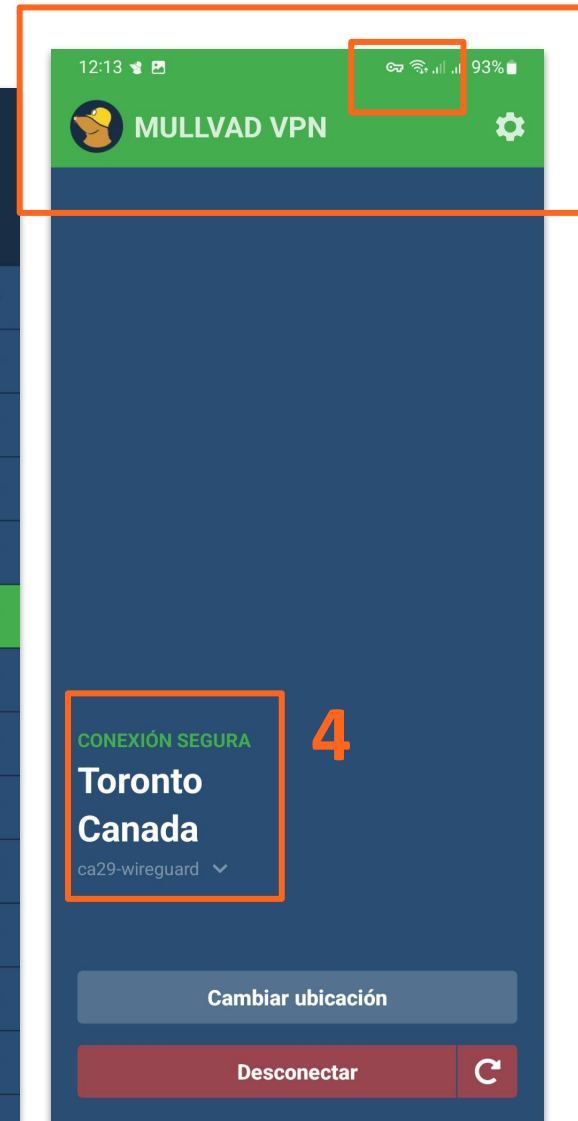 12:13 93%
MULLVAD VPN
CONEXIÓN SEGURA
4
Toronto
Canada
ca29-wireguard
Cambiar ubicación
Desconectar